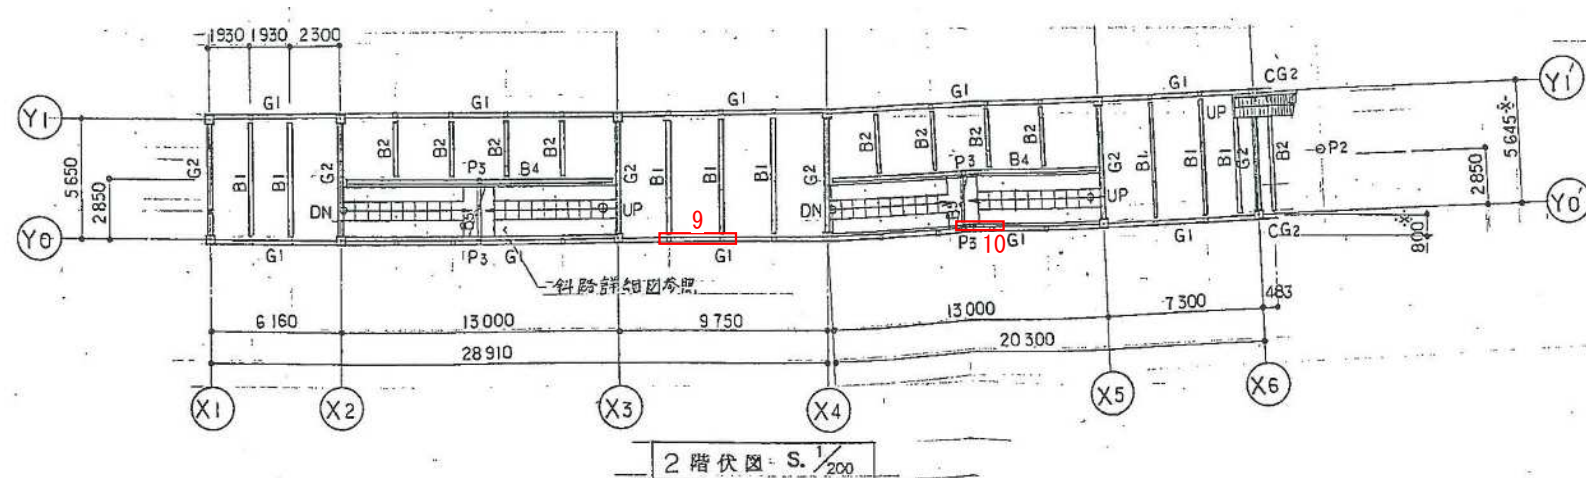 1930 1930 2300
Y1 G1 G1 G1 G1 G1 CG2 Y1'
UP
G2 B1 B1 G2 B2 B2 B2 B2 G2 B1 B1 B1 G2 B2 B2 B2 B2 G2 B1 B1 B1 G2 B2 P2
5650 2850 2850 5645※
P3 B4 P3 B4
DN UP DN UP
9
Y0 G1 P3 G1 G1 P3 10 G1 G1 CG2 Y0'
800 ※
斜路詳細図参照
6160 13000 9750 13000 7300 483
28910 20300
X1 X2 X3 X4 X5 X6
2階伏図 S. 1/200